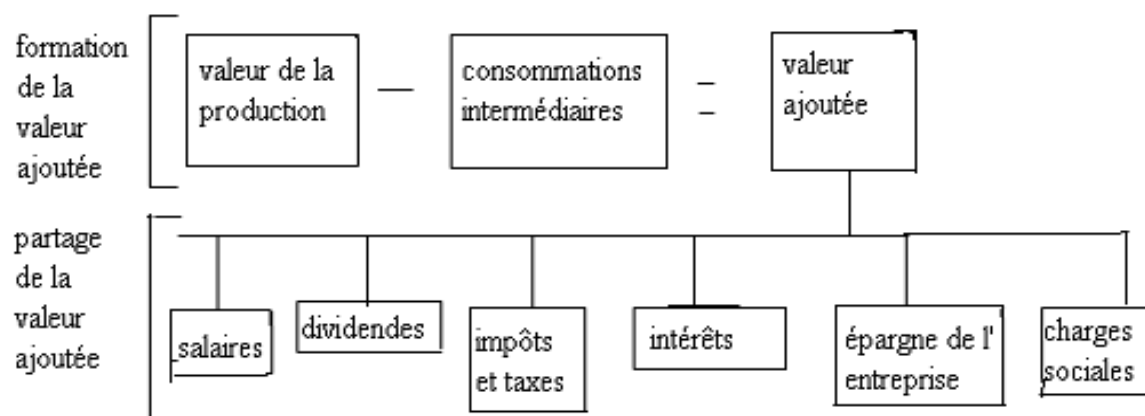 formation
de la
valeur
ajoutée
valeur de la
production
—
consommations
intermédiaires
=
valeur
ajoutée
partage
de la
valeur
ajoutée
salaires
dividendes
impôts
et taxes
intérêts
épargne de l'
entreprise
charges
sociales